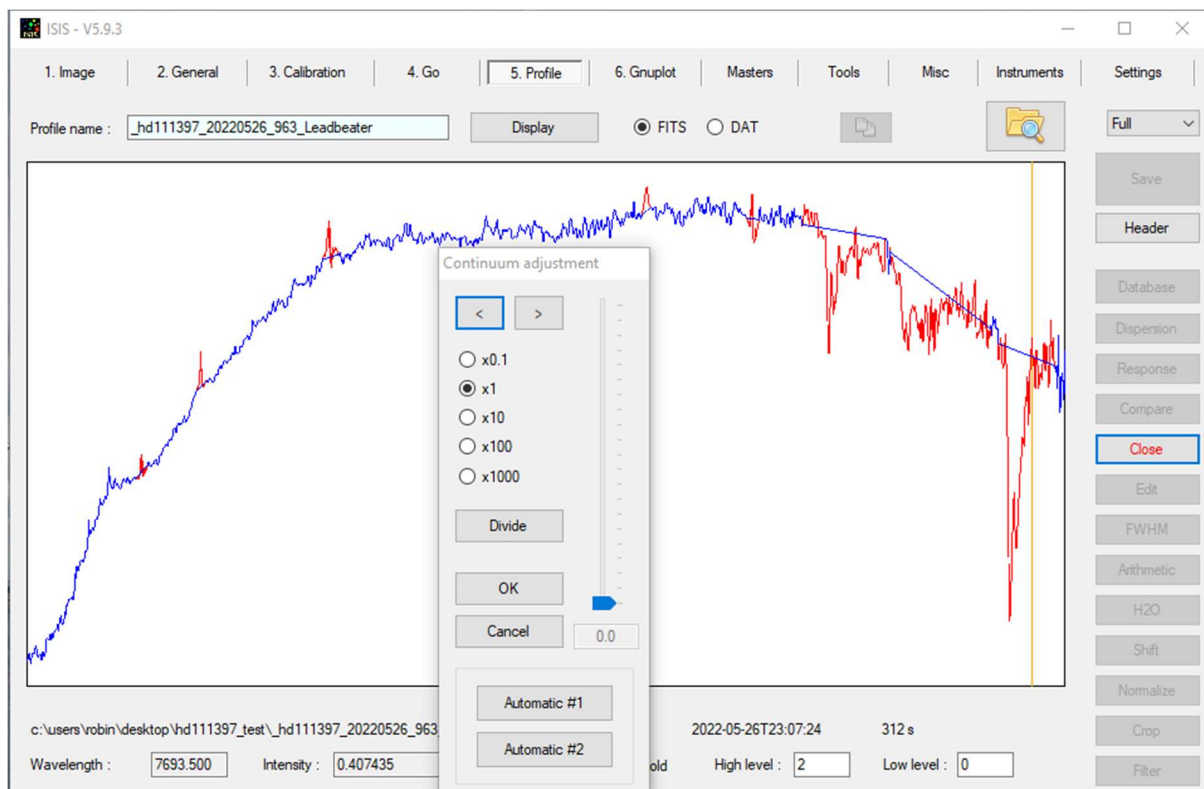 ISIS - V5.9.3
1. Image 2. General 3. Calibration 4. Go 5. Profile 6. Gnuplot Masters Tools Misc Instruments Settings
Profile name : _hd111397_20220526_963_Leadbeater Display FITS DAT Full
Save
Header
Continuum adjustment
< >
Database
x0.1
Dispersion
x1
Response
x10
Compare
x100
Close
x1000
Edit
Divide
FWHM
Arithmetic
OK
H2O
Cancel 0.0
Shift
Normalize
Automatic #1
c:\users\robin\desktop\hd111397_test\_hd111397_20220526_963_ 2022-05-26T23:07:24 312 s
Crop
Automatic #2
Wavelength : 7693.500 Intensity : 0.407435 old High level : 2 Low level : 0
Filter